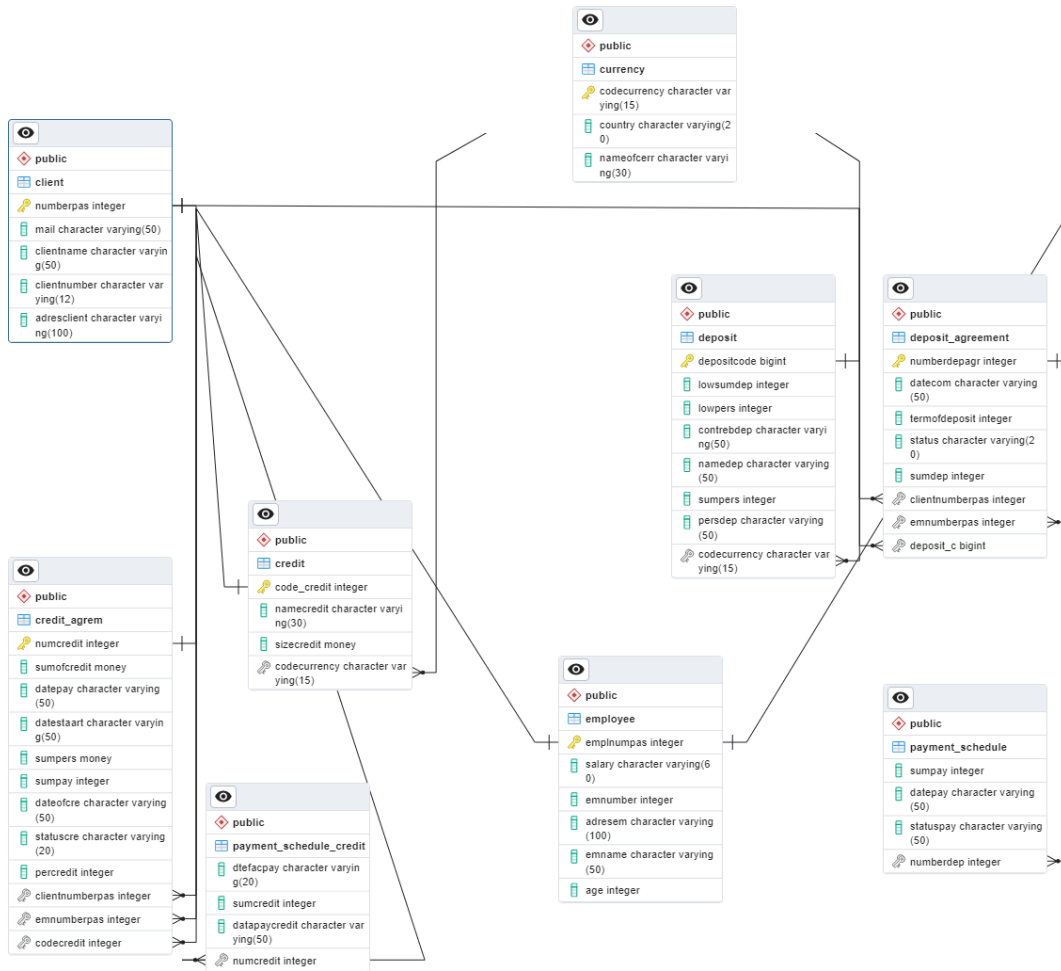 public
currency
codecurrency character var
ying(15)
country character varying(2
0)
nameofcerr character varyi
ng(30)
public
client
numberpas integer
mail character varying(50)
clientname character varyin
g(50)
clientnumber character var
ying(12)
adresclient character varyi
ng(100)
public
deposit
depositcode bigint
lowsumdep integer
lowpers integer
contrebdep character varyi
ng(50)
namedep character varying
(50)
sumpers integer
persdep character varying
(50)
codecurrency character var
ying(15)
public
deposit_agreement
numberdepagr integer
datecom character varying
(50)
termofdeposit integer
status character varying(2
0)
sumdep integer
clientnumberpas integer
emnumberpas integer
deposit_c bigint
public
credit
code_credit integer
namecredit character varyi
ng(30)
sizecredit money
codecurrency character var
ying(15)
public
credit_agrem
numcredit integer
sumofcredit money
datepay character varying
(50)
datestaart character varyin
g(50)
sumpers money
sumpay integer
dateofcre character varying
(50)
statuscre character varying
(20)
percredit integer
clientnumberpas integer
emnumberpas integer
codecredit integer
public
payment_schedule_credit
dtefacpay character varyin
g(20)
sumcredit integer
datapaycredit character var
ying(50)
numcredit integer
public
employee
emplnumpas integer
salary character varying(6
0)
emnumber integer
adresem character varying
(100)
emname character varying
(50)
age integer
public
payment_schedule
sumpay integer
datepay character varying
(50)
statuspay character varying
(50)
numberdep integer